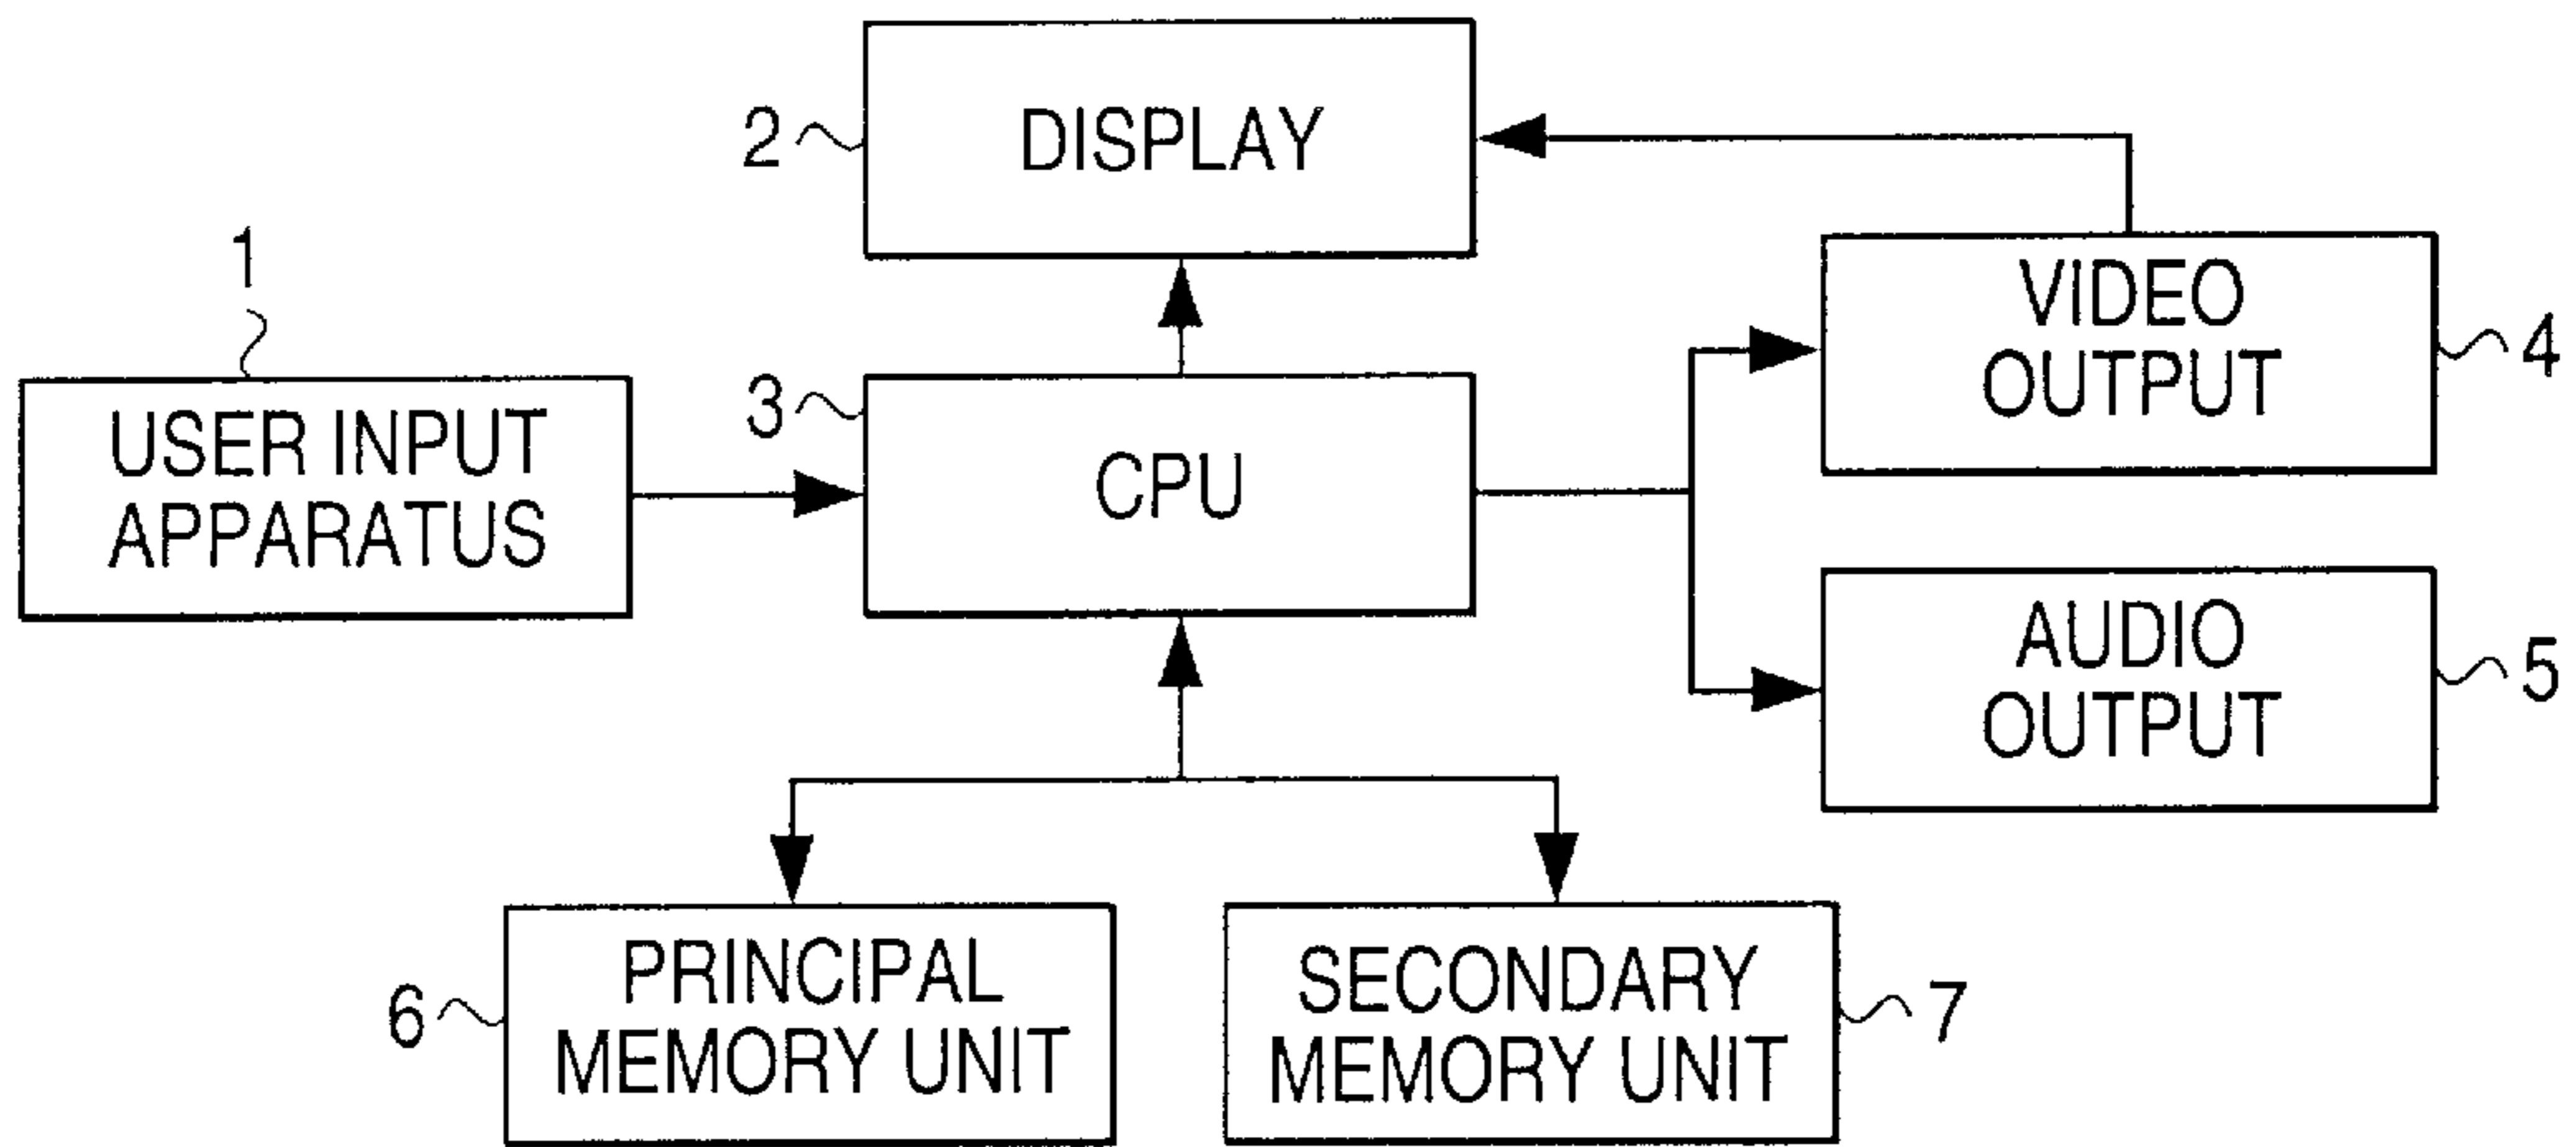 2
DISPLAY
1
USER INPUT
APPARATUS
3
CPU
VIDEO
OUTPUT
4
AUDIO
OUTPUT
5
6
PRINCIPAL
MEMORY UNIT
SECONDARY
MEMORY UNIT
7